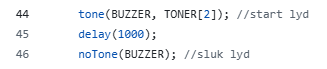 44 tone(BUZZER, TONER[2]); //start lyd
45 delay(1000);
46 noTone(BUZZER); //sluk lyd